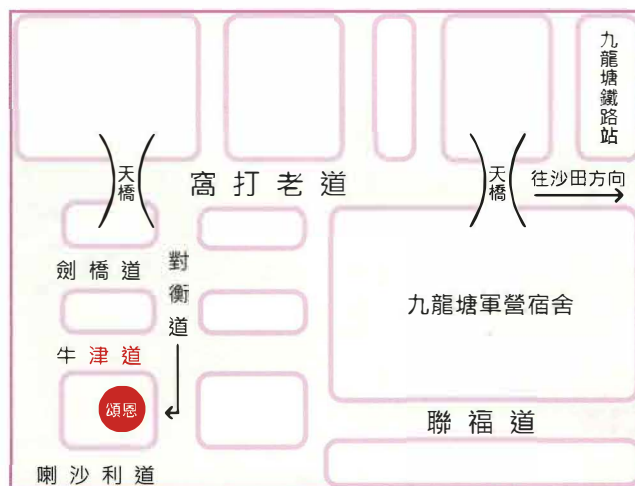 九龍塘鐵路站
天橋
天橋
往沙田方向
窩打老道
劍橋道
對衡道
九龍塘軍營宿舍
牛津道
頌恩
聯福道
喇沙利道